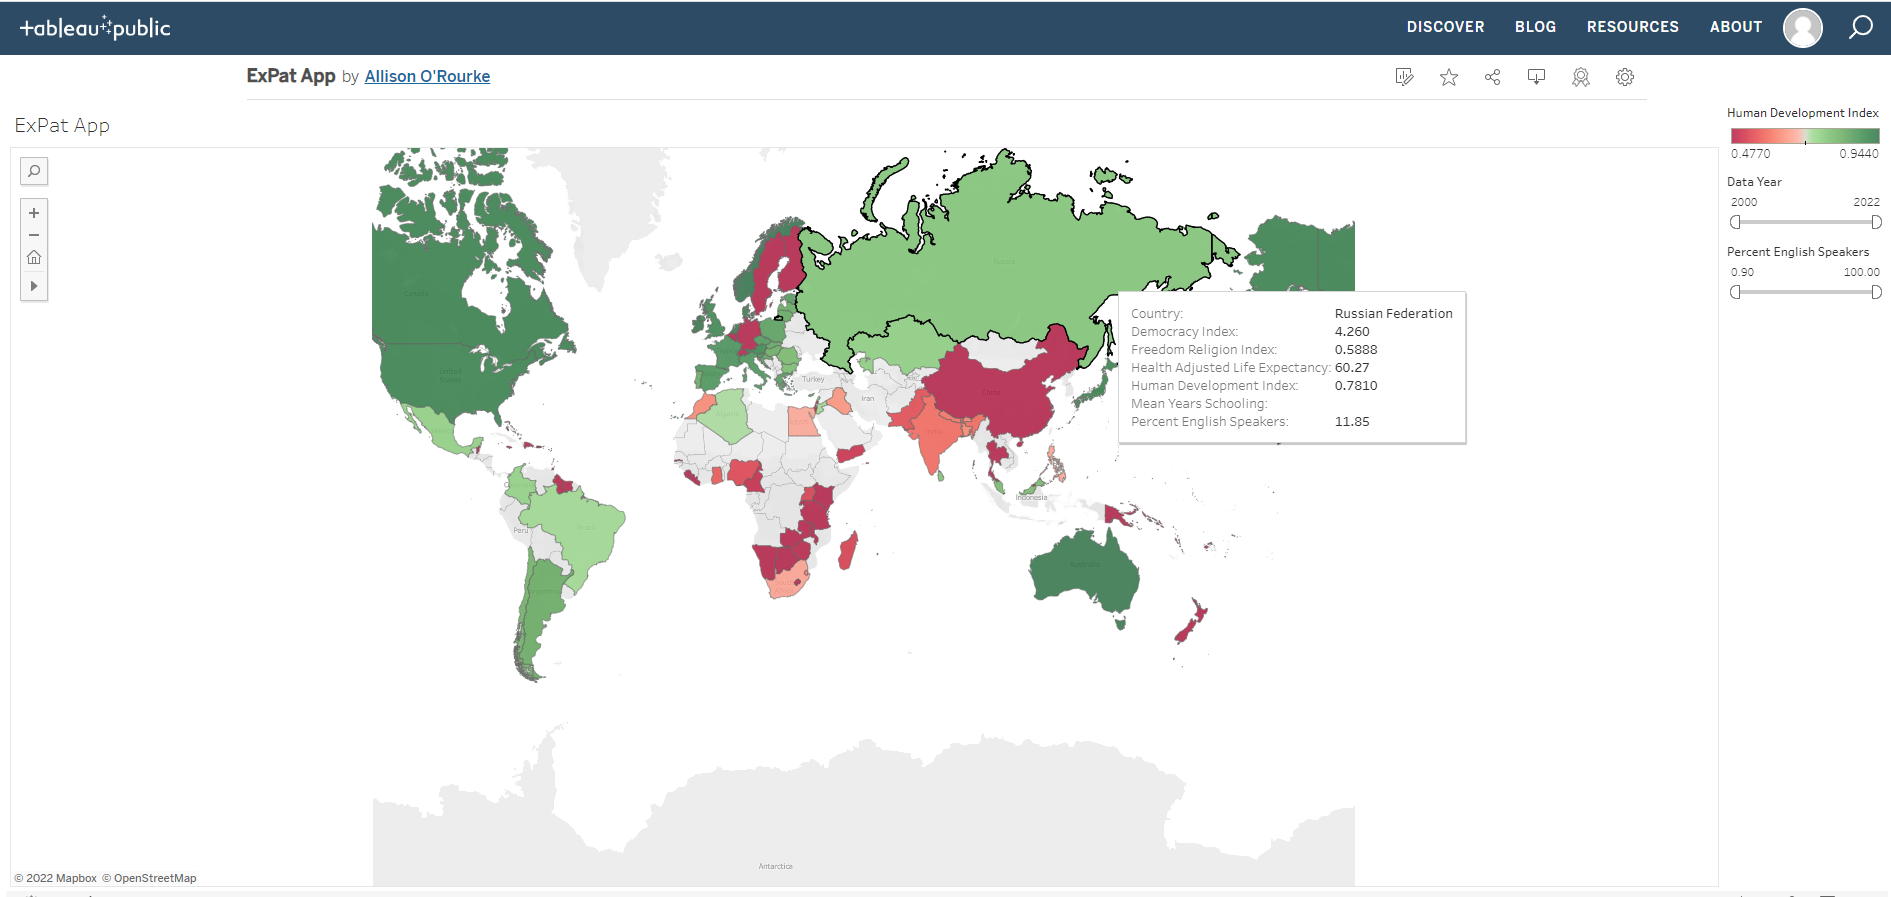 +ableau+public
DISCOVER BLOG RESOURCES ABOUT
ExPat App by Allison O'Rourke
ExPat App
Human Development Index
0.4770 0.9440
Data Year
2000 2022
Percent English Speakers
0.90 100.00
Canada
United
States
Russia
Turkey
Iran
China
India
Algeria
Indonesia
Peru
Brazil
Australia
Antarctica
Country: Russian Federation
Democracy Index: 4.260
Freedom Religion Index: 0.5888
Health Adjusted Life Expectancy: 60.27
Human Development Index: 0.7810
Mean Years Schooling:
Percent English Speakers: 11.85
© 2022 Mapbox © OpenStreetMap